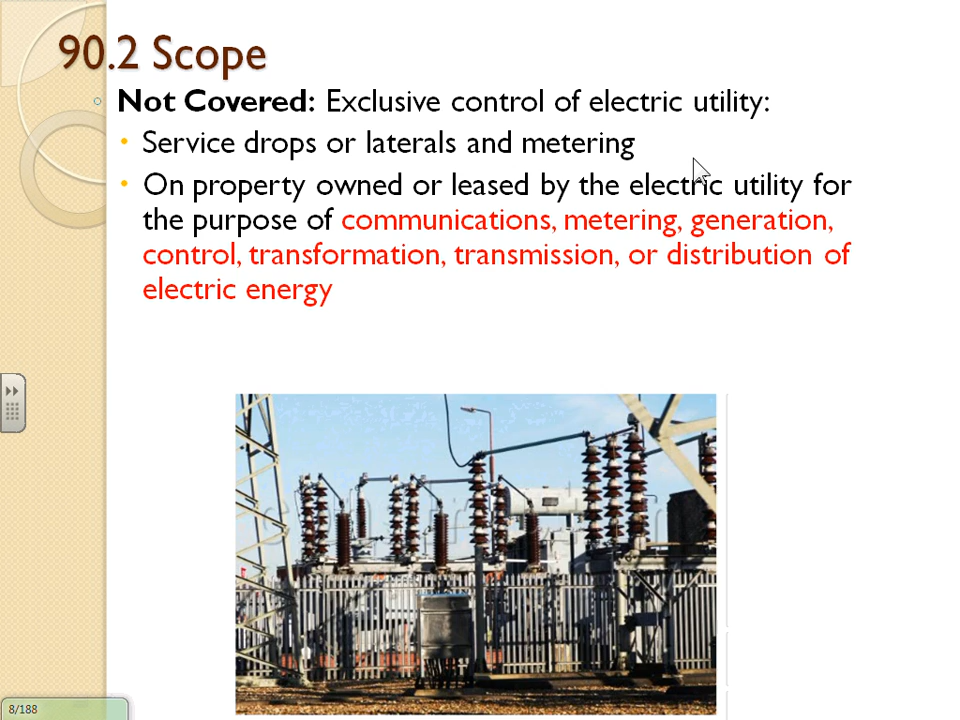 90.2 Scope
Not Covered: Exclusive control of electric utility:
Service drops or laterals and metering
On property owned or leased by the electric utility for
the purpose of communications, metering, generation,
control, transformation, transmission, or distribution of
electric energy
8/188